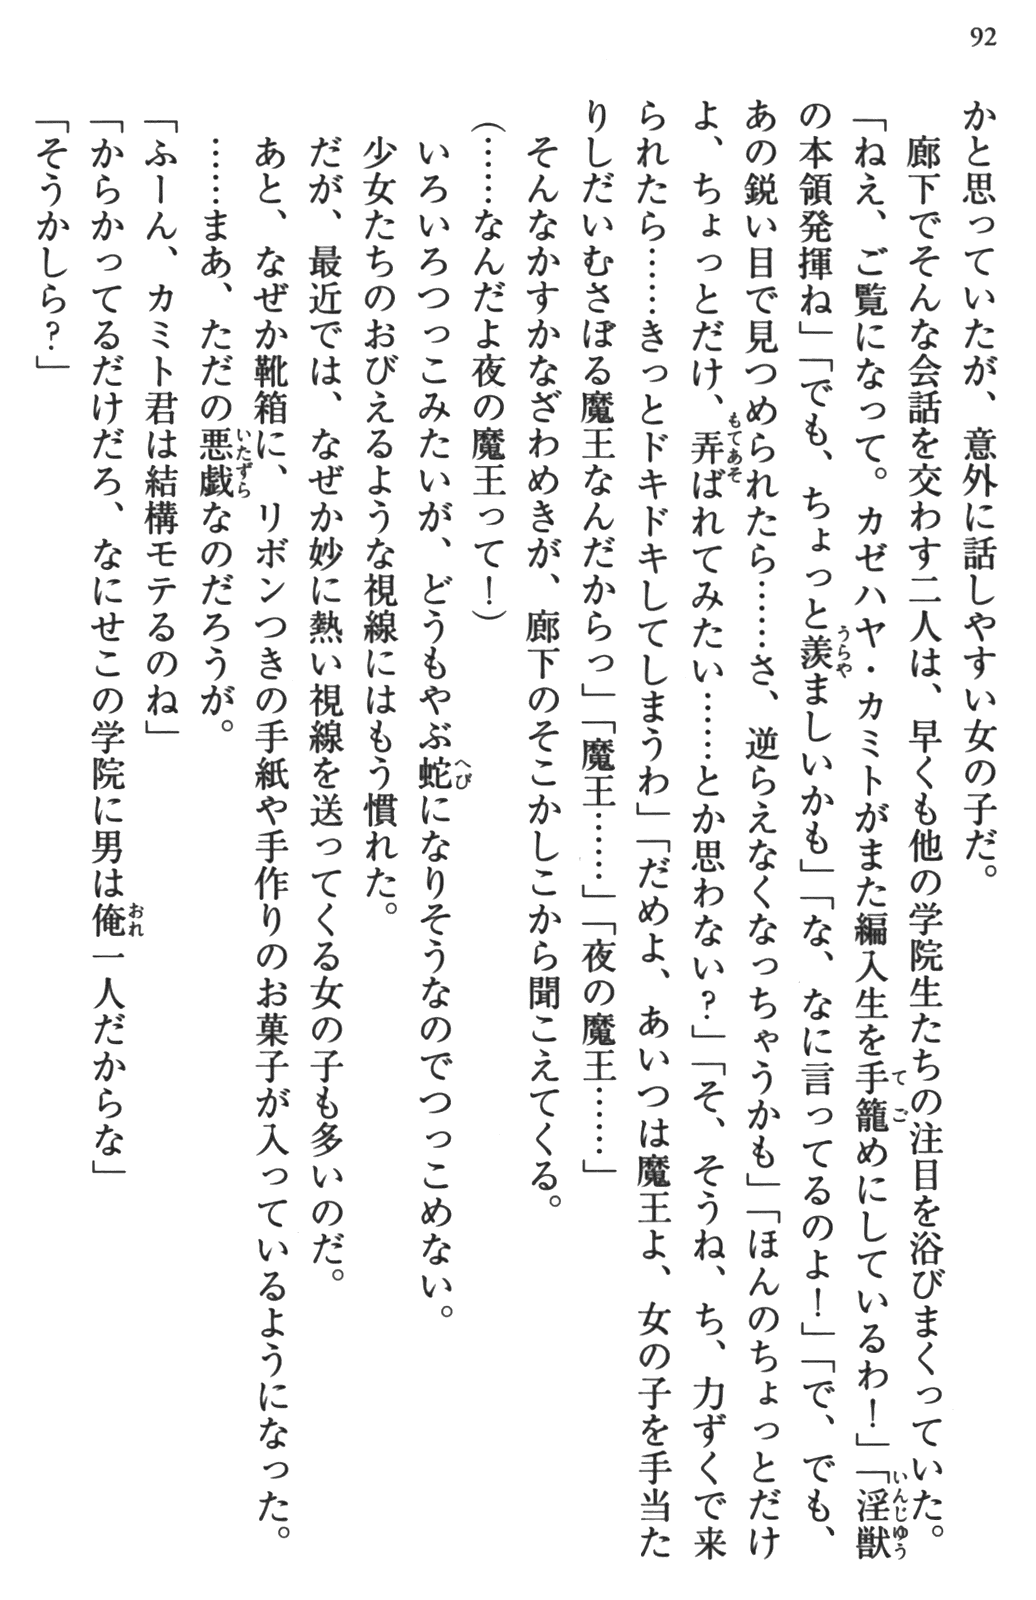 92
かと思っていたが、意外に話しやすい女の子だ。
廊下でそんな会話を交わす二人は、早くも他の学院生たちの注目を浴びまくっていた。
「ねえ、ご覧になって。カゼハヤ・カミトがまた編入生を手籠めにしているわ！」「淫獣
の本領発揮ね」「でも、ちょっと羨ましいかも」「な、なに言ってるのよ！」「で、でも、
あの鋭い目で見つめられたら……さ、逆らえなくなっちゃうかも」「ほんのちょっとだけ
よ、ちょっとだけ、弄ばれてみたい……とか思わない？」「そ、そうね、ち、力ずくで来
られたら……きっとドキドキしてしまうわ」「だめよ、あいつは魔王よ、女の子を手当た
りしだいむさぼる魔王なんだからっ」「魔王……」「夜の魔王……」
そんなかすかなざわめきが、廊下のそこかしこから聞こえてくる。
（……なんだよ夜の魔王って！）
いろいろつっこみたいが、どうもやぶ蛇になりそうなのでつっこめない。
少女たちのおびえるような視線にはもう慣れた。
だが、最近では、なぜか妙に熱い視線を送ってくる女の子も多いのだ。
あと、なぜか靴箱に、リボンつきの手紙や手作りのお菓子が入っているようになった。
……まあ、ただの悪戯なのだろうが。
「ふーん、カミト君は結構モテるのね」
「からかってるだけだろ、なにせこの学院に男は俺一人だからな」
「そうかしら？」